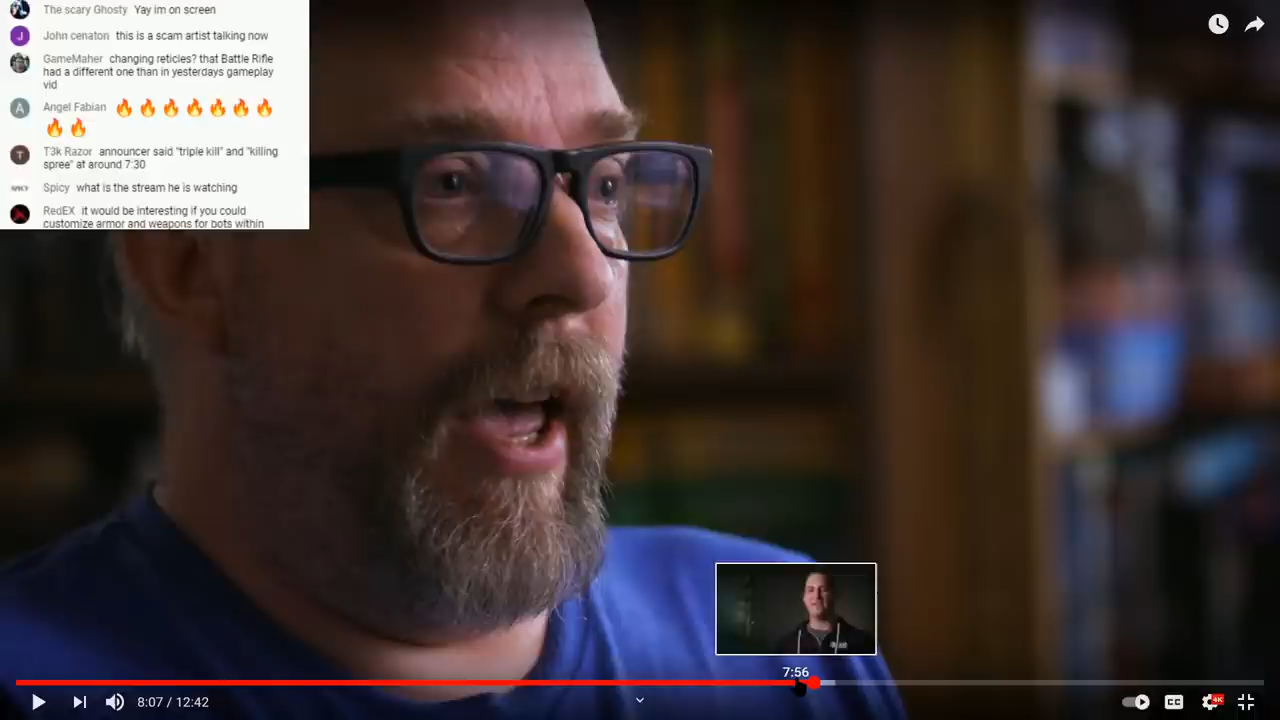 The scary Ghosty Yay im on screen
J John cenaton this is a scam artist talking now
GameMaher changing reticles? that Battle Rifle
had a different one than in yesterdays gameplay
vid
A Angel Fabian 🔥 🔥 🔥 🔥 🔥 🔥 🔥
🔥 🔥
T T3k Razor announcer said "triple kill" and "killing
spree" at around 7:30
SPICY Spicy what is the stream he is watching
RedEX it would be interesting if you could
customize armor and weapons for bots within
7:56
8:07 / 12:42
CC
4K